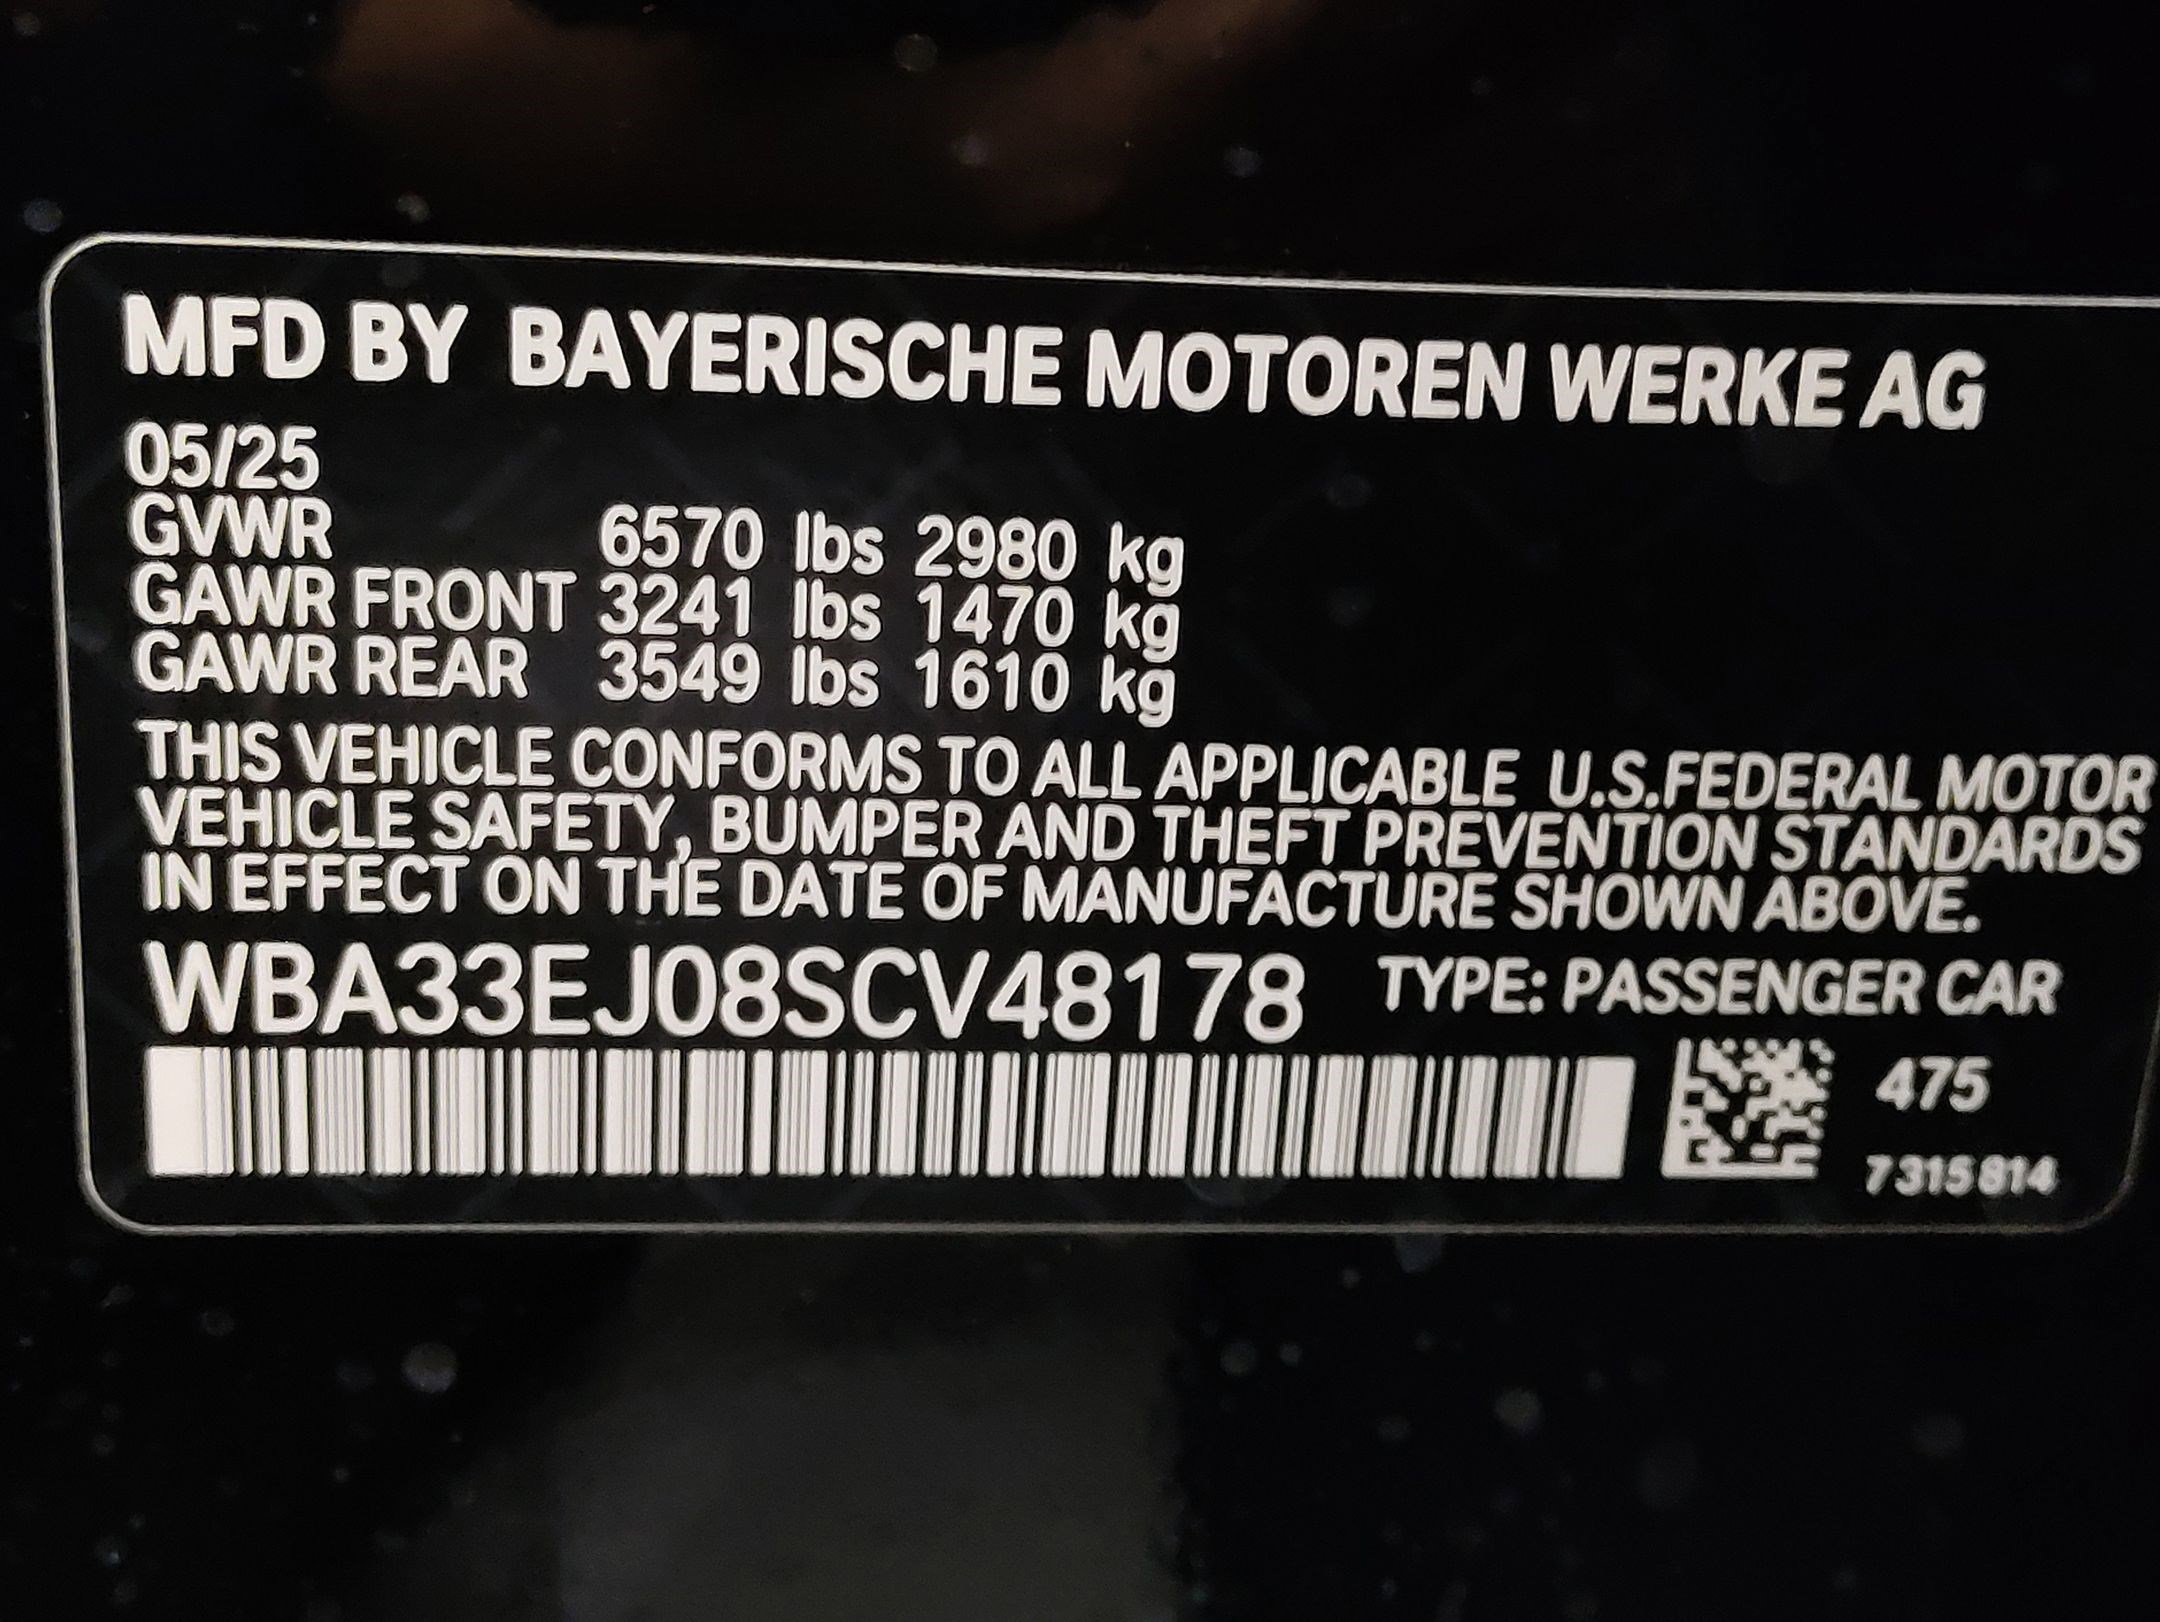 MFD BY BAYERISCHE MOTOREN WERKE AG
05/25
GVWR 6570 lbs 2980 kg
GAWR FRONT 3241 lbs 1470 kg
GAWR REAR 3549 lbs 1610 kg
THIS VEHICLE CONFORMS TO ALL APPLICABLE U.S.FEDERAL MOTOR
VEHICLE SAFETY, BUMPER AND THEFT PREVENTION STANDARDS
IN EFFECT ON THE DATE OF MANUFACTURE SHOWN ABOVE.
WBA33EJ08SCV48178 TYPE: PASSENGER CAR
475
7315814